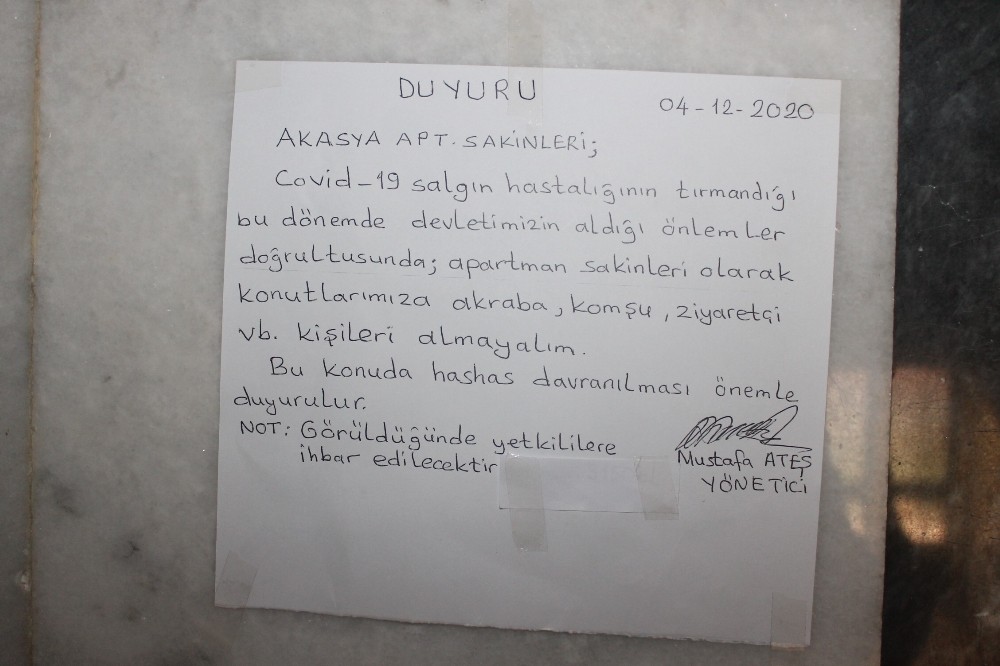 DUYURU
04-12-2020
AKASYA APT. SAKİNLERİ;
Covid-19 salgın hastalığının tırmandığı
bu dönemde devletimizin aldığı önlemler
doğrultusunda; apartman sakinleri olarak
konutlarımıza akraba, komşu, ziyaretçi
vb. kişileri almayalım.
Bu konuda hashas davranılması önemle
duyurulur.
NOT: Görüldüğünde yetkililere
ihbar edilecektir
Mustafa ATEŞ
YÖNETİCİ